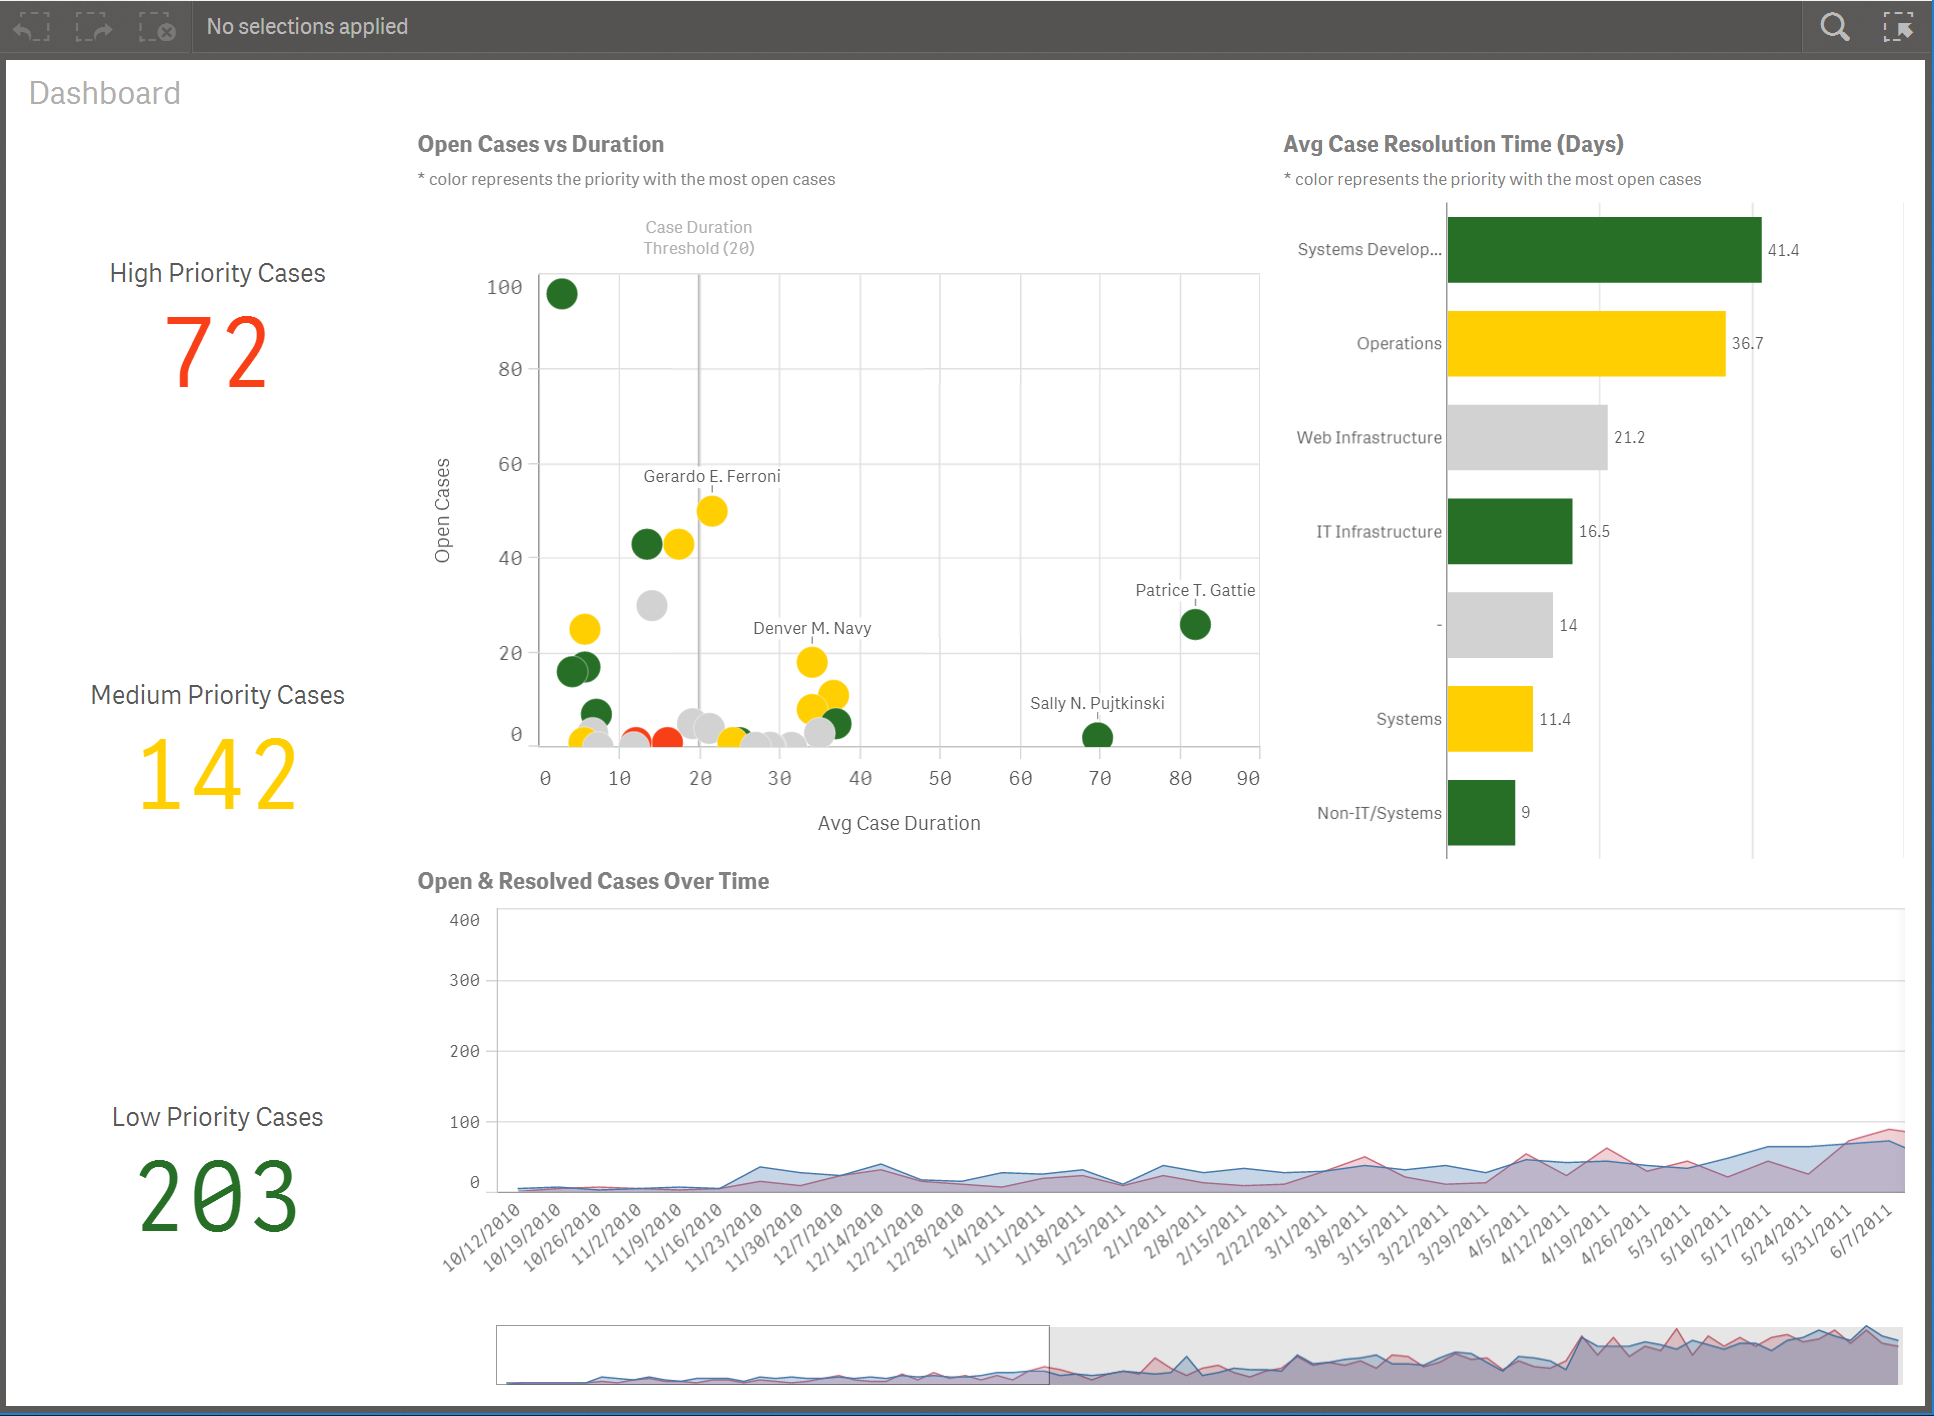 No selections applied
Dashboard
High Priority Cases
72
Medium Priority Cases
142
Low Priority Cases
203
Open Cases vs Duration
* color represents the priority with the most open cases
Case Duration
Threshold (20)
100
80
60
40
20
0
Open Cases
Gerardo E. Ferroni
Patrice T. Gattie
Denver M. Navy
Sally N. Pujtkinski
0 10 20 30 40 50 60 70 80 90
Avg Case Duration
Avg Case Resolution Time (Days)
* color represents the priority with the most open cases
Systems Develop... 41.4
Operations 36.7
Web Infrastructure 21.2
IT Infrastructure 16.5
- 14
Systems 11.4
Non-IT/Systems 9
Open & Resolved Cases Over Time
400
300
200
100
0
10/12/2010 10/19/2010 10/26/2010 11/2/2010 11/9/2010 11/16/2010 11/23/2010 11/30/2010 12/7/2010 12/14/2010 12/21/2010 12/28/2010 1/4/2011 1/11/2011 1/18/2011 1/25/2011 2/1/2011 2/8/2011 2/15/2011 2/22/2011 3/1/2011 3/8/2011 3/15/2011 3/22/2011 3/29/2011 4/5/2011 4/12/2011 4/19/2011 4/26/2011 5/3/2011 5/10/2011 5/17/2011 5/24/2011 5/31/2011 6/7/2011